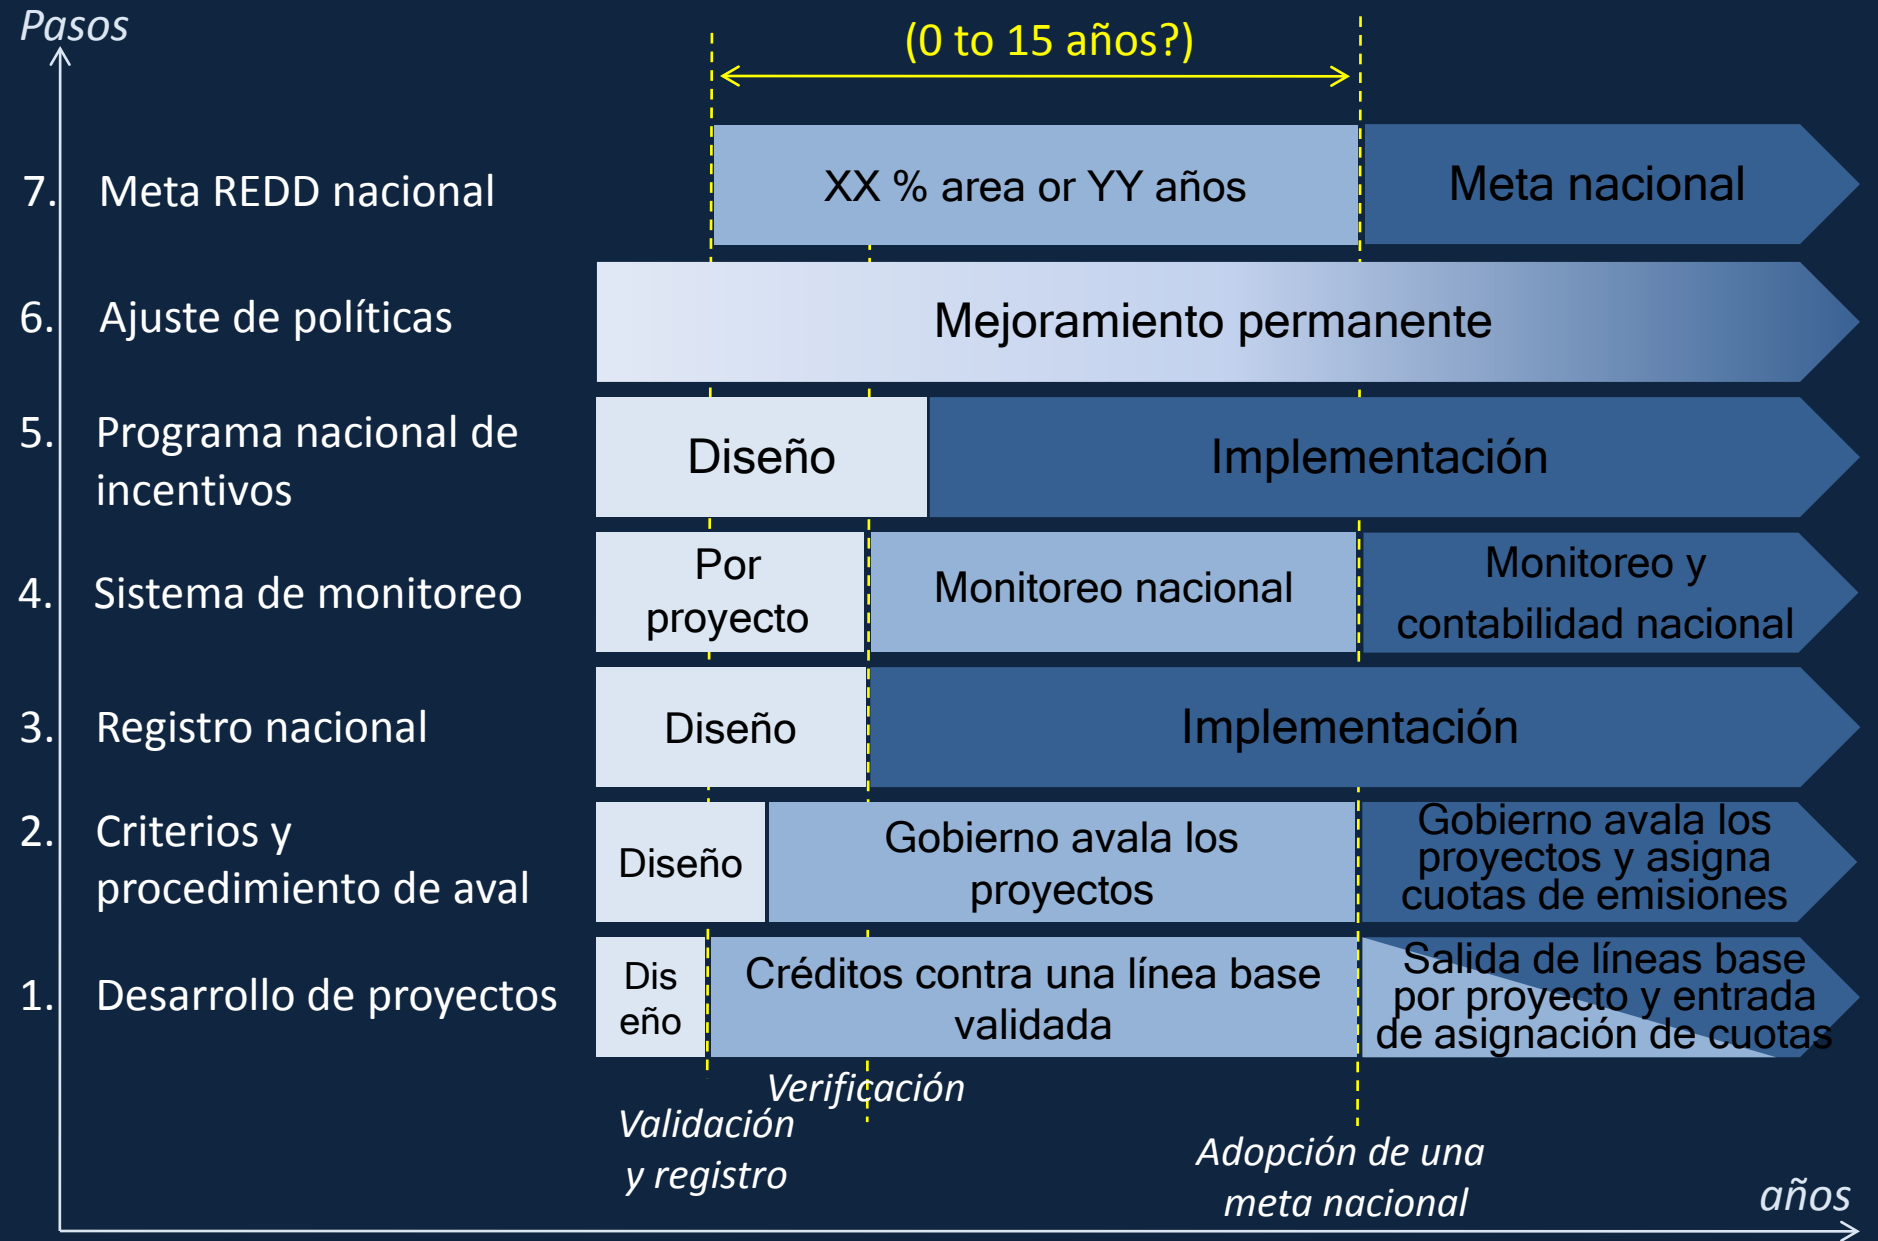 Pasos
(0 to 15 años?)
7. Meta REDD nacional
XX % area or YY años
Meta nacional
6. Ajuste de políticas
Mejoramiento permanente
5. Programa nacional de
incentivos
Diseño
Implementación
4. Sistema de monitoreo
Por
proyecto
Monitoreo nacional
Monitoreo y
contabilidad nacional
3. Registro nacional
Diseño
Implementación
2. Criterios y
procedimiento de aval
Diseño
Gobierno avala los
proyectos
Gobierno avala los
proyectos y asigna
cuotas de emisiones
1. Desarrollo de proyectos
Dis
eño
Créditos contra una línea base
validada
Salida de líneas base
por proyecto y entrada
de asignación de cuotas
Verificación
Validación
y registro
Adopción de una
meta nacional
años